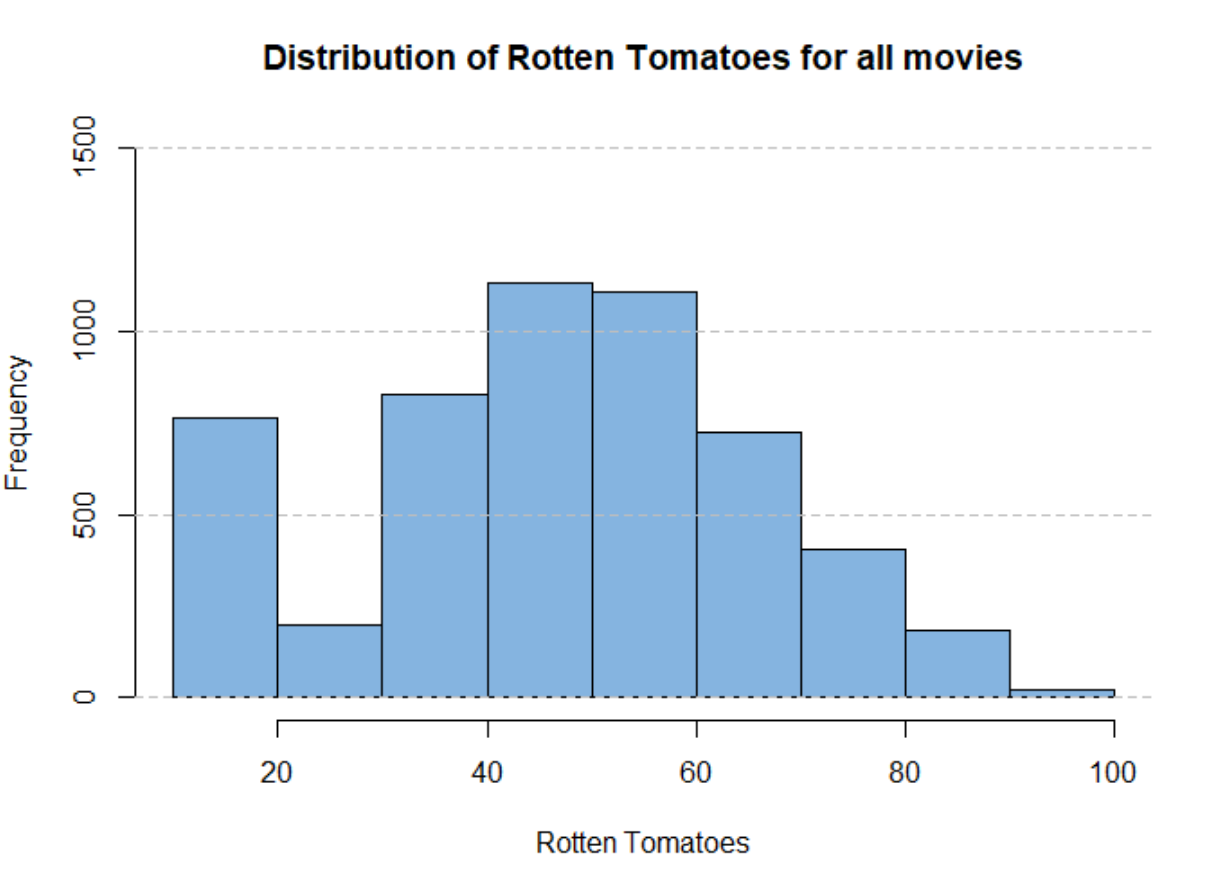 Distribution of Rotten Tomatoes for all movies
Frequency
1500
1000
500
0
20 40 60 80 100
Rotten Tomatoes